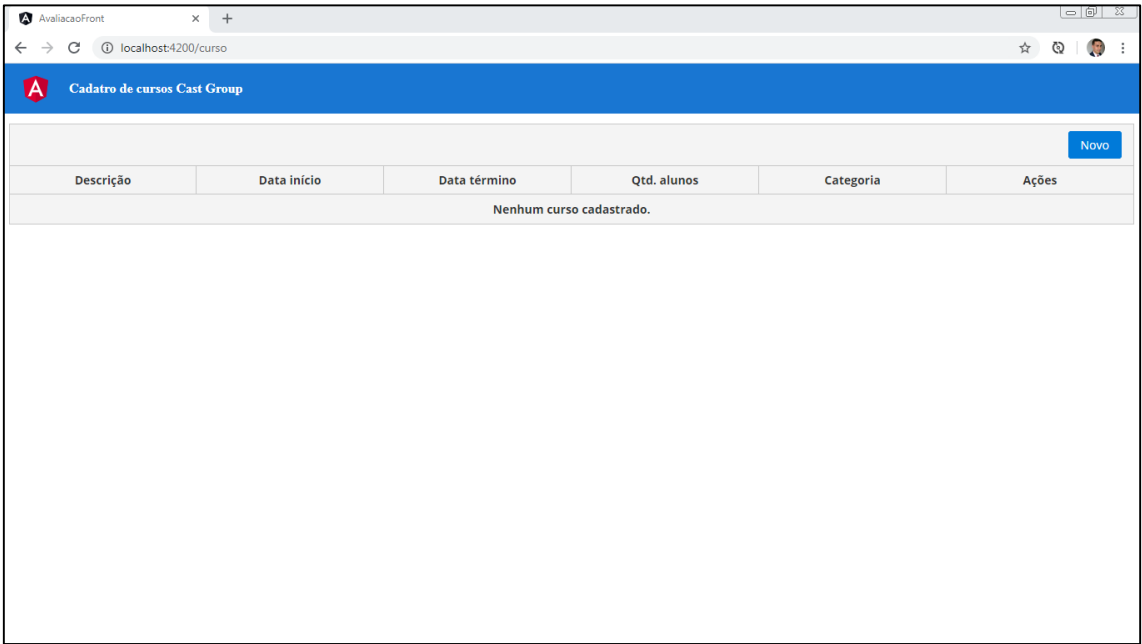 AvaliacaoFront
localhost:4200/curso
Cadatro de cursos Cast Group
Novo
Descrição Data início Data término Qtd. alunos Categoria Ações
Nenhum curso cadastrado.